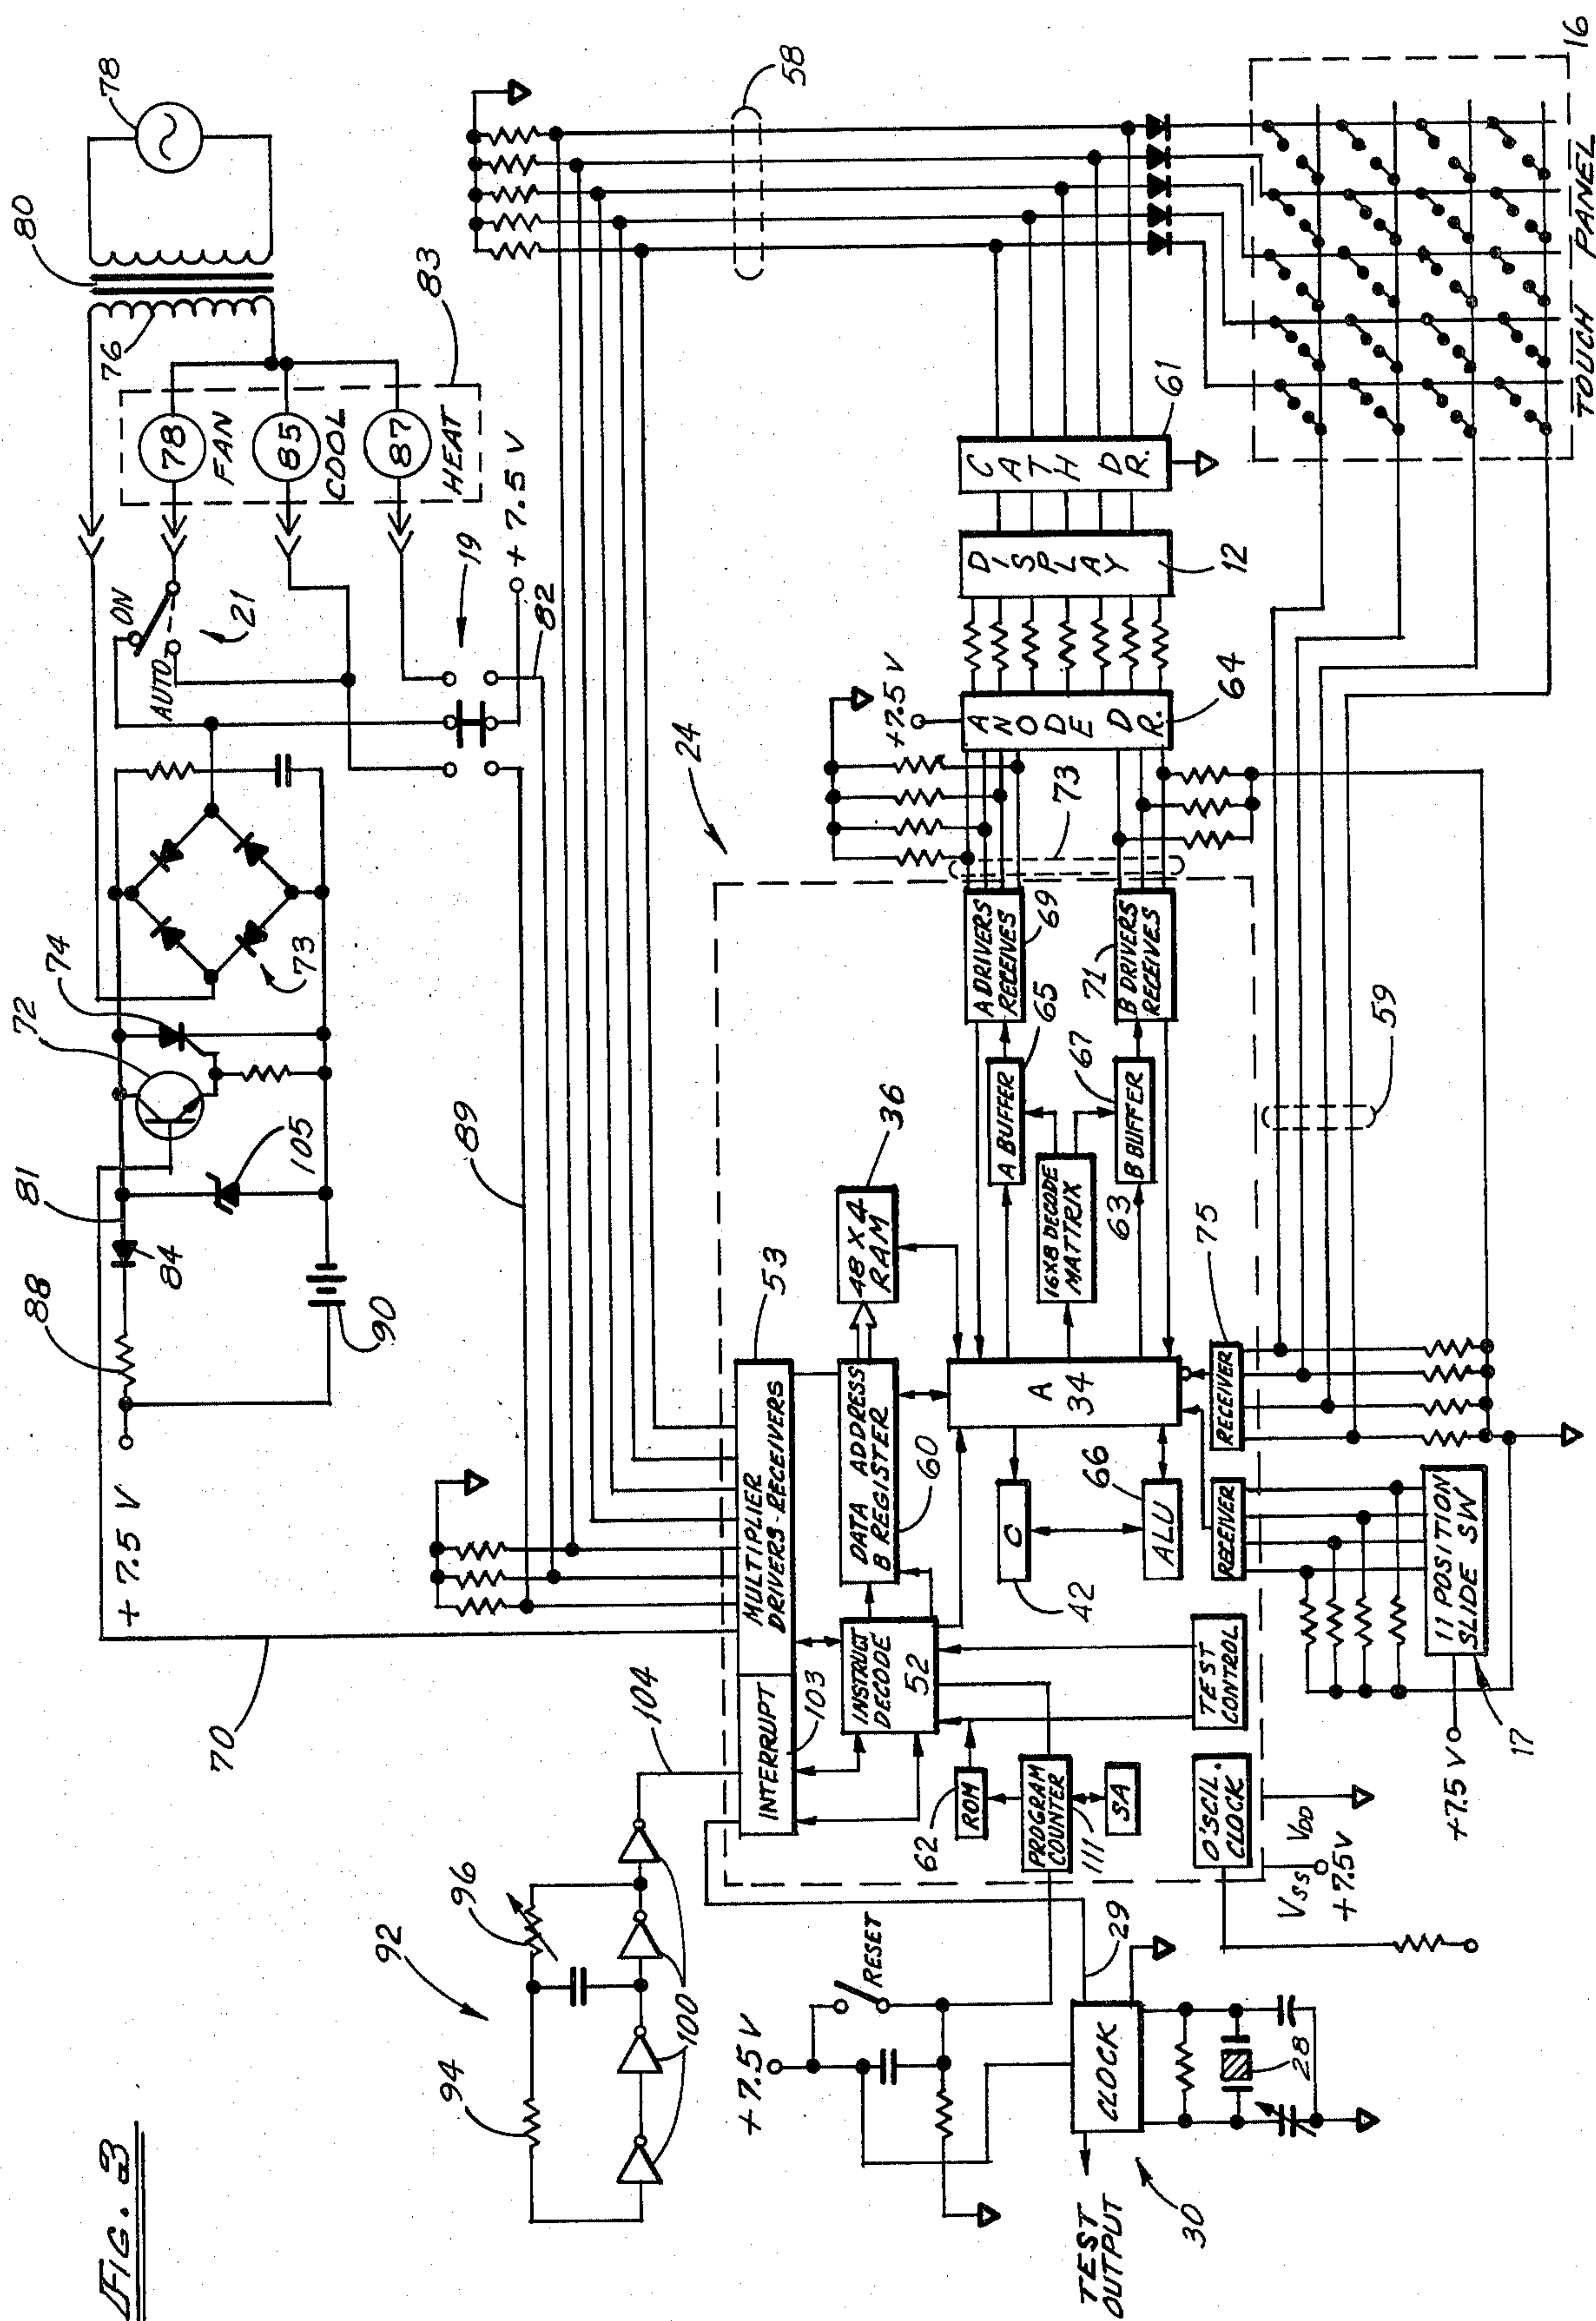 FIG. 3
+ 7.5 V
88
81
84
90
105
72
74
73
AUTO
ON
21
76
80
78
78
FAN
85
COOL
87
HEAT
83
19
+ 7.5 V
82
70
89
58
92
94
96
100
104
INTERRUPT
103
MULTIPLIER
DRIVERS-RECEIVERS
53
24
INSTRUCT
DECODE
52
DATA ADDRESS
B REGISTER
60
48 X 4
RAM
36
ROM
62
PROGRAM
COUNTER
111
SA
C
42
ALU
66
A
34
A BUFFER
65
16X8 DECODE
MATTRIX
63
B BUFFER
67
A DRIVERS
RECEIVES
69
B DRIVERS
RECEIVES
71
73
+7.5 V
ANODE DR.
64
DISPLAY
12
CATH DR.
61
O'SCIL.
CLOCK
TEST
CONTROL
RECEIVER
RECEIVER
75
59
VDD
VSS
+7.5V
+7.5V
RESET
29
CLOCK
28
30
TEST
OUTPUT
+7.5 V
17
11 POSITION
SLIDE SW
TOUCH PANEL
16